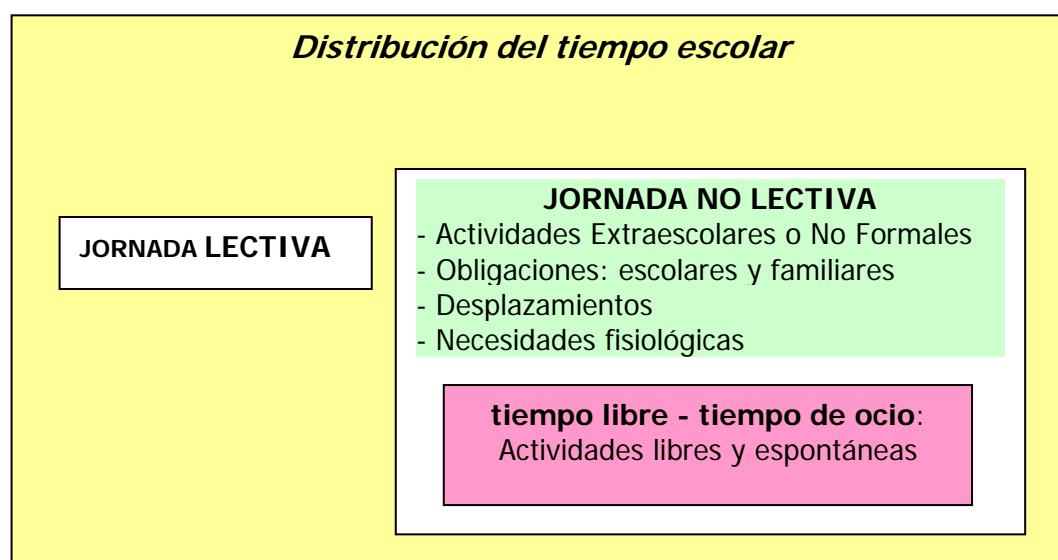 Distribución del tiempo escolar
JORNADA LECTIVA
JORNADA NO LECTIVA
- Actividades Extraescolares o No Formales
- Obligaciones: escolares y familiares
- Desplazamientos
- Necesidades fisiológicas
tiempo libre - tiempo de ocio:
Actividades libres y espontáneas